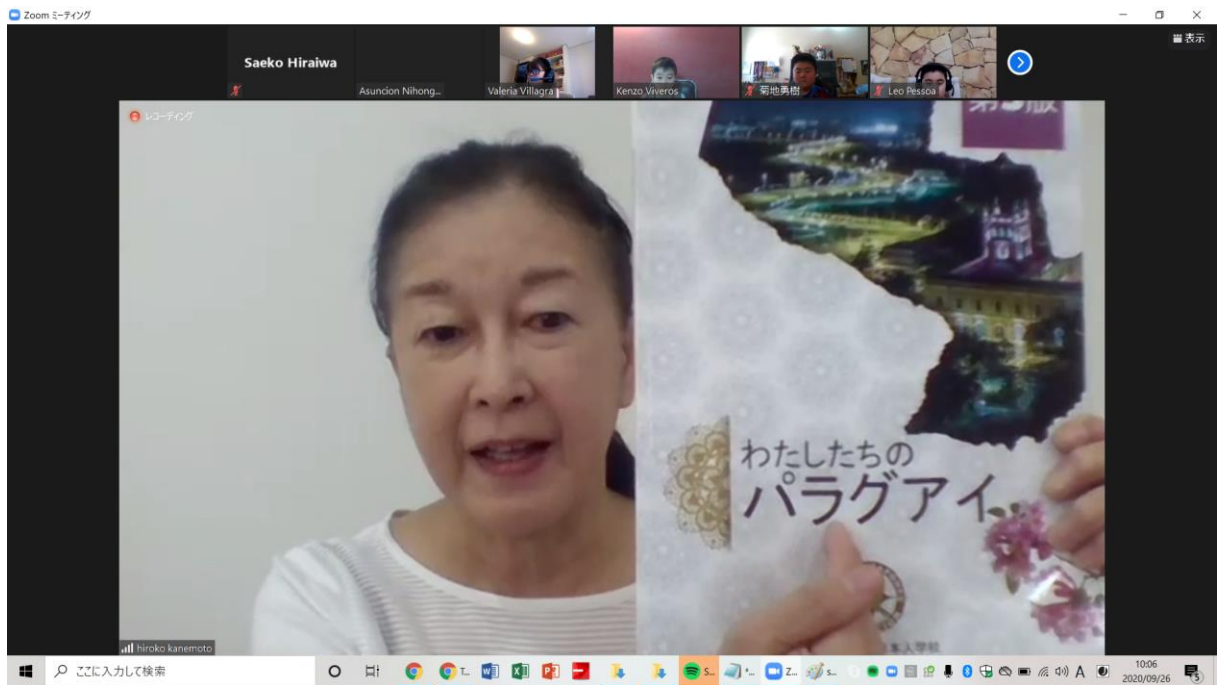 Zoom ミーティング
表示
Saeko Hiraiwa
Asuncion Nihong...
Valeria Villagra
Kenzo Viveros
菊地勇樹
Leo Pessoa
レコーディング
わたしたちの
パラグアイ
hiroko kanemoto
ここに入力して検索
T...
S...
Z...
s...
A
10:06
2020/09/26
5